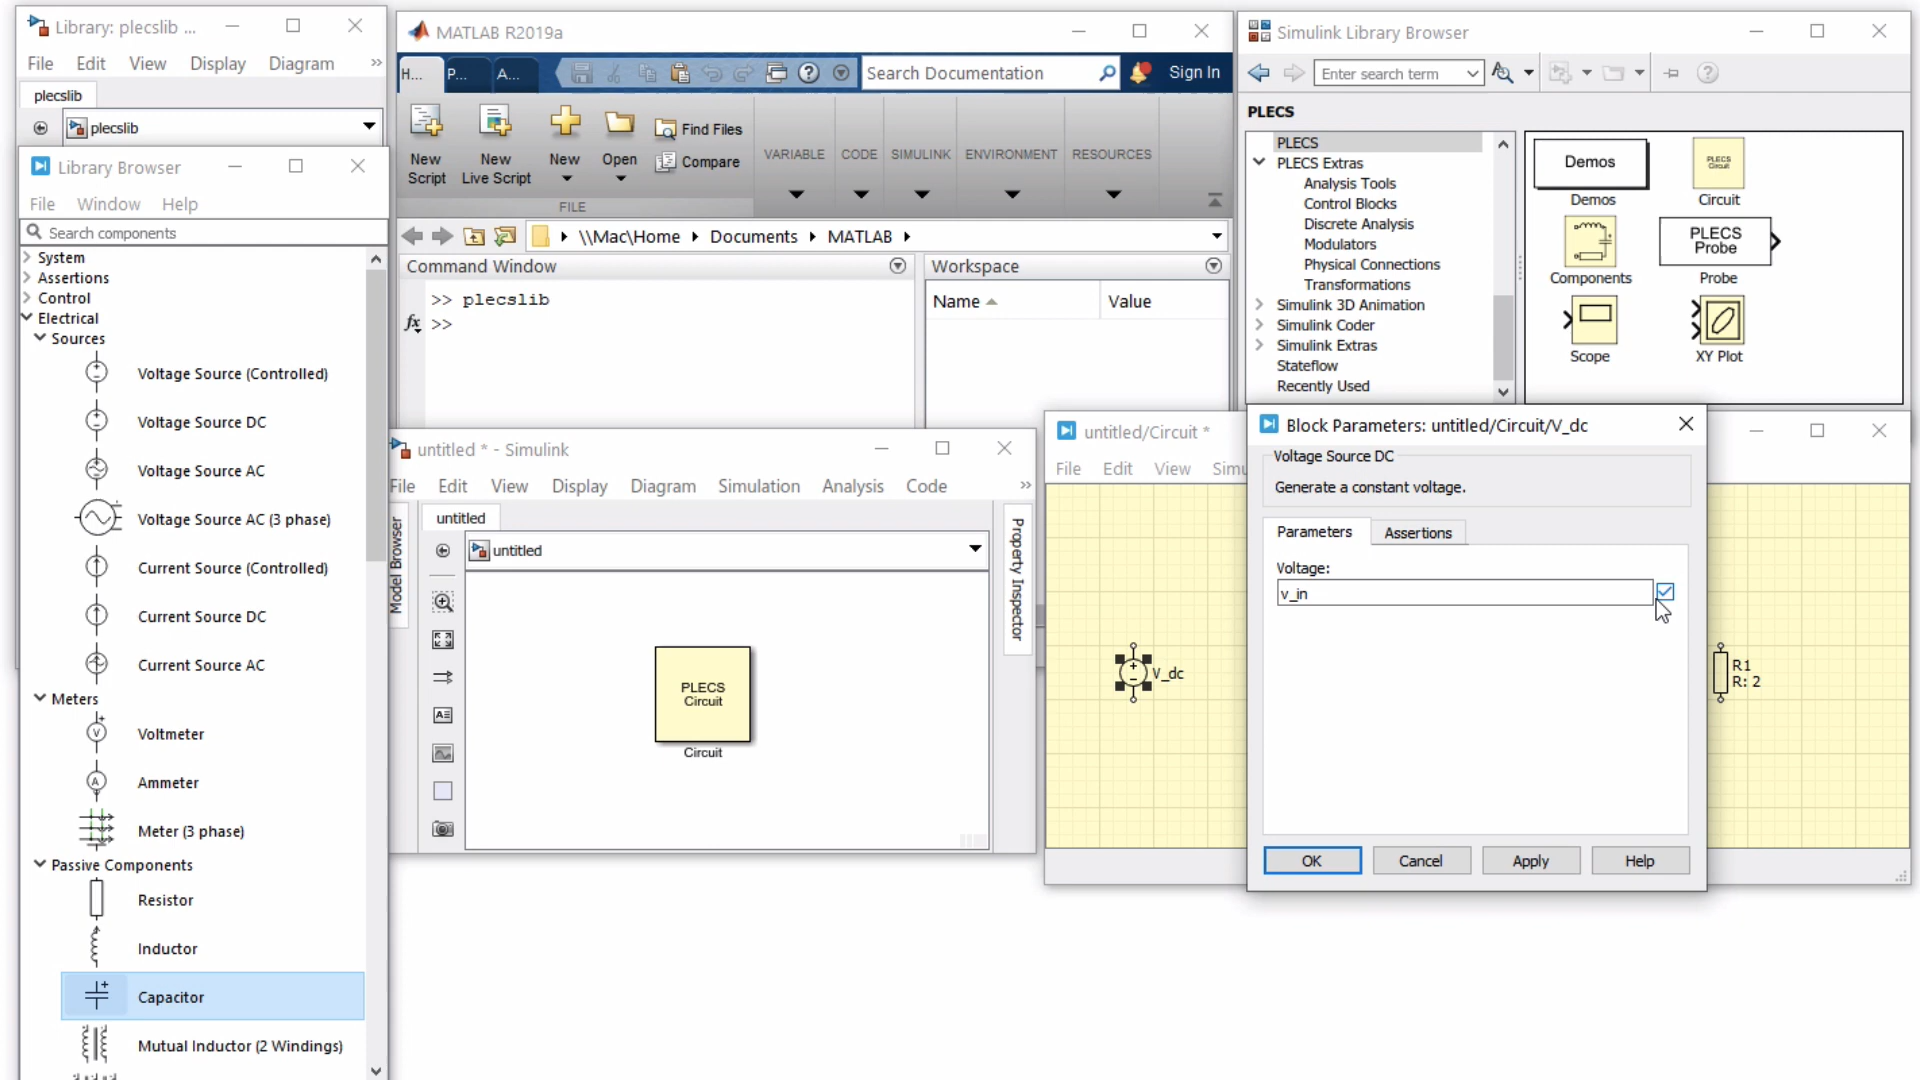 Library: plecslib ...
File Edit View Display Diagram »
plecslib
plecslib
Library Browser
File Window Help
Search components
System
Assertions
Control
Electrical
Sources
Voltage Source (Controlled)
Voltage Source DC
Voltage Source AC
Voltage Source AC (3 phase)
Current Source (Controlled)
Current Source DC
Current Source AC
Meters
Voltmeter
Ammeter
Meter (3 phase)
Passive Components
Resistor
Inductor
Capacitor
Mutual Inductor (2 Windings)
MATLAB R2019a
H... P... A...
Search Documentation
Sign In
New Script
New Live Script
New
Open
Find Files
Compare
FILE
VARIABLE CODE SIMULINK ENVIRONMENT RESOURCES
\\Mac\Home Documents MATLAB
Command Window
>> plecslib
fx >>
Workspace
Name Value
untitled * - Simulink
File Edit View Display Diagram Simulation Analysis Code »
untitled
untitled
Model Browser
Property Inspector
PLECS
Circuit
Circuit
Simulink Library Browser
Enter search term
PLECS
PLECS
PLECS Extras
Analysis Tools
Control Blocks
Discrete Analysis
Modulators
Physical Connections
Transformations
Simulink 3D Animation
Simulink Coder
Simulink Extras
Stateflow
Recently Used
Demos
Demos
PLECS
Circuit
Circuit
Components
PLECS
Probe
Probe
Scope
XY Plot
untitled/Circuit *
File Edit View Simu
V_dc
R1
R: 2
Block Parameters: untitled/Circuit/V_dc
Voltage Source DC
Generate a constant voltage.
Parameters Assertions
Voltage:
v_in
OK Cancel Apply Help